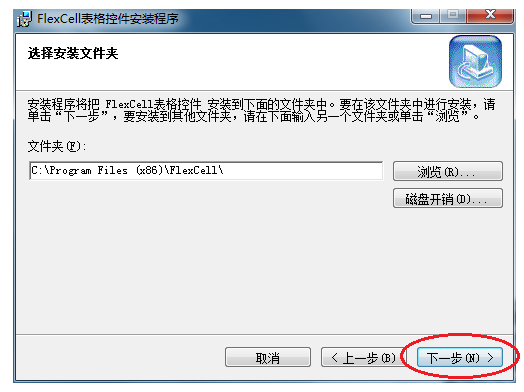 FlexCell表格控件安装程序
选择安装文件夹
安装程序将把 FlexCell表格控件 安装到下面的文件夹中。要在该文件夹中进行安装，请
单击“下一步”，要安装到其他文件夹，请在下面输入另一个文件夹或单击“浏览”。
文件夹(F):
C:\Program Files (x86)\FlexCell\
浏览(R)...
磁盘开销(D)...
取消
< 上一步(B)
下一步(N) >